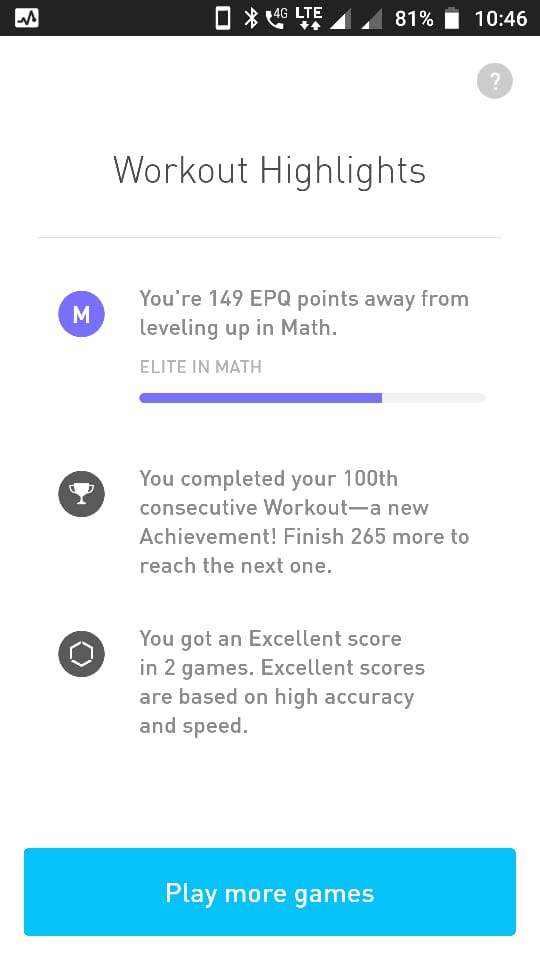 4G LTE 81% 10:46
?
Workout Highlights
M
You're 149 EPQ points away from
leveling up in Math.
ELITE IN MATH
You completed your 100th
consecutive Workout—a new
Achievement! Finish 265 more to
reach the next one.
You got an Excellent score
in 2 games. Excellent scores
are based on high accuracy
and speed.
Play more games